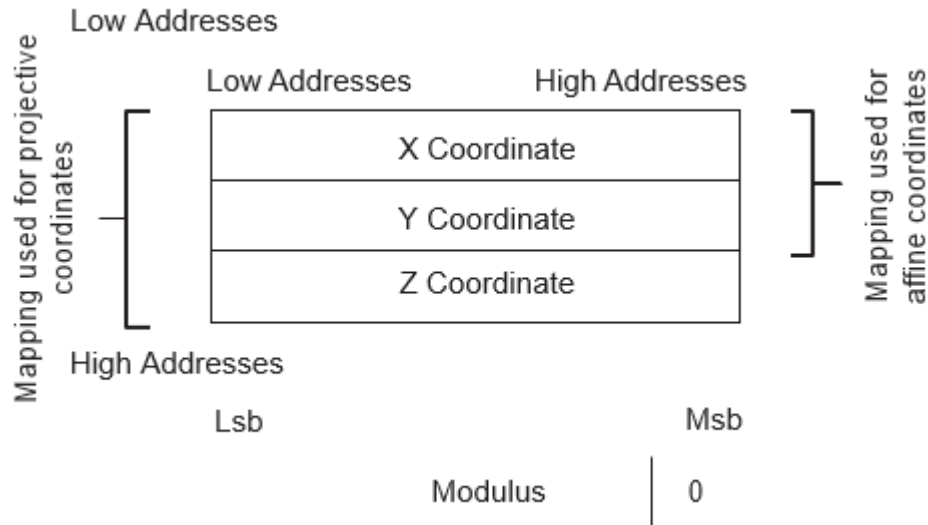 Low Addresses
Low Addresses High Addresses
Mapping used for projective
coordinates
X Coordinate
Y Coordinate
Z Coordinate
Mapping used for
affine coordinates
High Addresses
Lsb Msb
Modulus 0